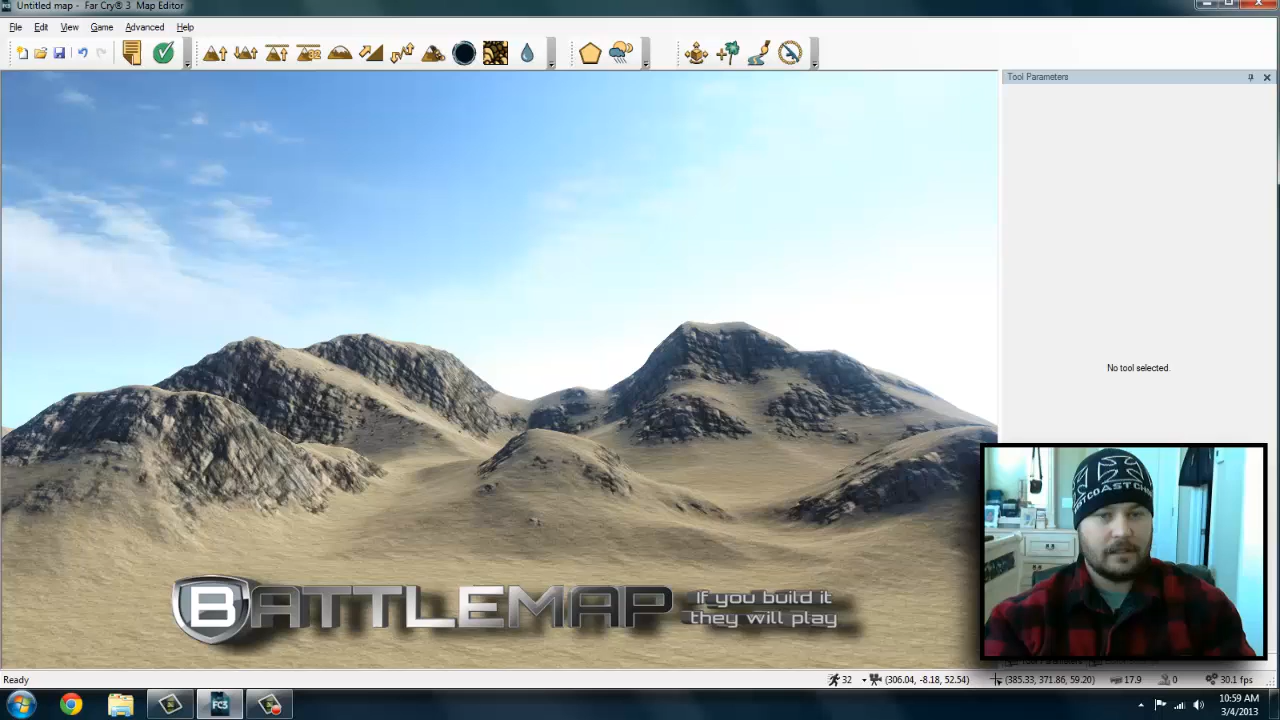 Untitled map - Far Cry® 3 Map Editor
File Edit View Game Advanced Help
Tool Parameters
No tool selected.
BATTLEMAP
If you build it
they will play
Ready
32
(306.04, -8.18, 52.54)
(385.33, 371.86, 59.20)
17.9
0
30.1 fps
FC3
10:59 AM
3/4/2013